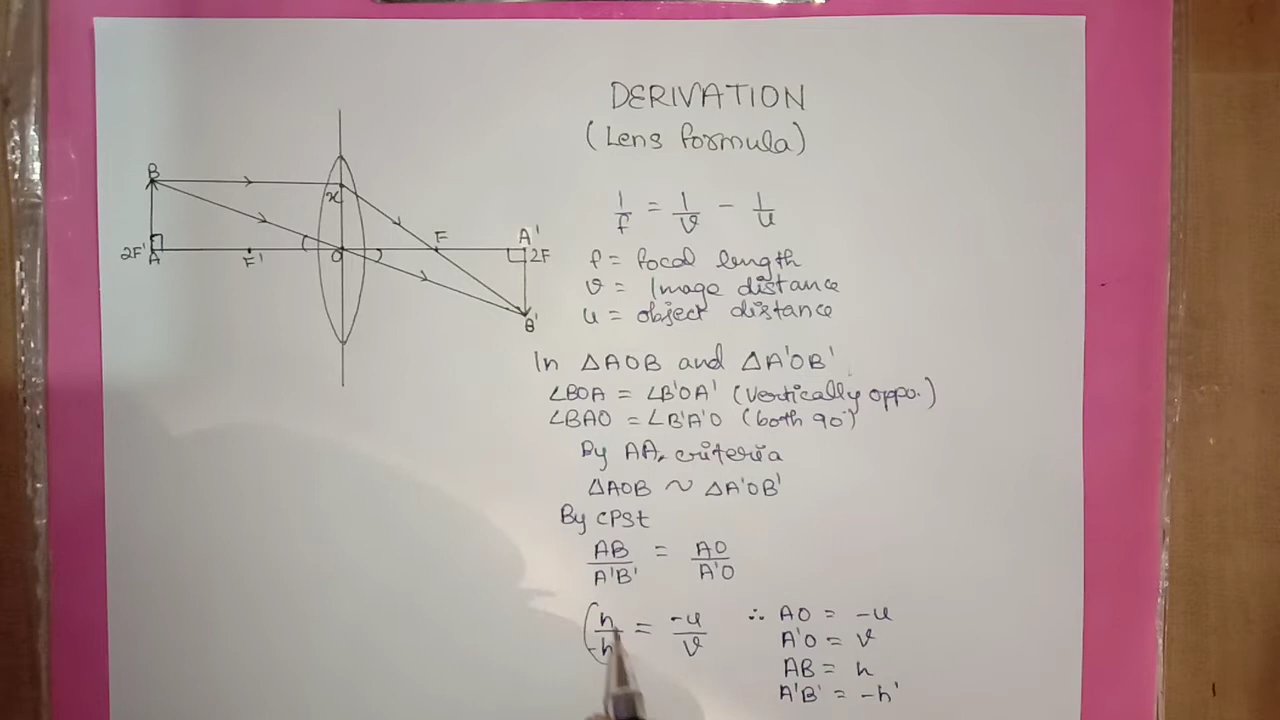 DERIVATION
(Lens formula)
1/f = 1/v - 1/u
f = focal length
v = Image distance
u = object distance
In ΔAOB and ΔA'OB'
∠BOA = ∠B'OA' (Vertically oppo.)
∠BAO = ∠B'A'O (both 90°)
By AA, criteria
ΔAOB ~ ΔA'OB'
By CPST
AB/A'B' = AO/A'O
h/-h = -u/v ∴ AO = -u
A'O = v
AB = h
A'B' = -h'
B
x
2F'
A
F'
O
F
A'
2F
B'